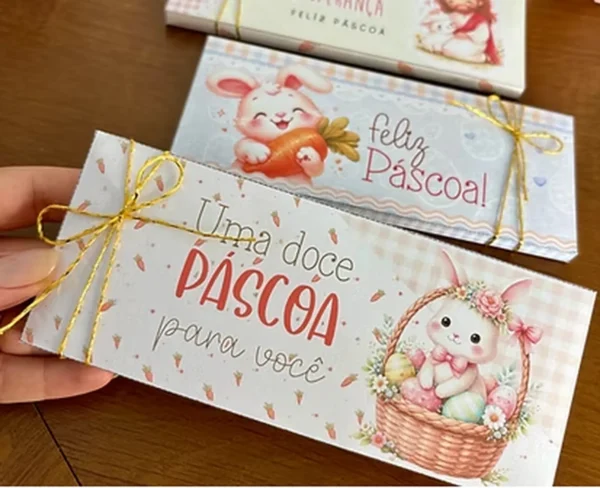 FELIZ PÁSCOA
feliz
Páscoa!
Uma doce
PÁSCOA
para você